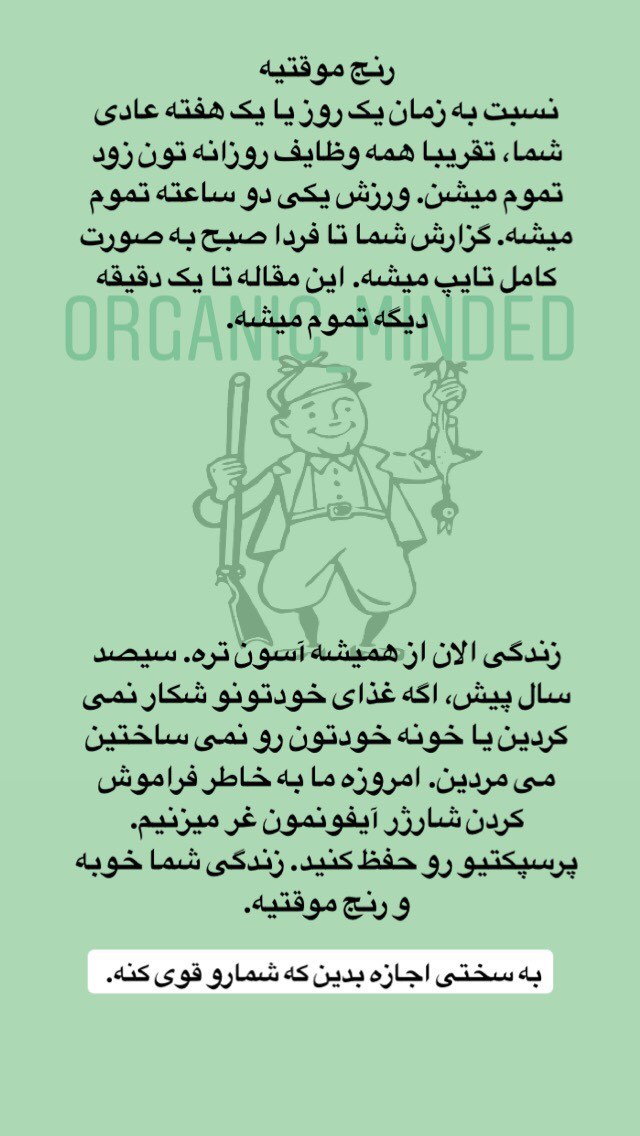 رنج موقتیه
نسبت به زمان یک روز یا یک هفته عادی
شما، تقریبا همه وظایف روزانه تون زود
تموم میشن. ورزش یکی دو ساعته تموم
میشه. گزارش شما تا فردا صبح به صورت
کامل تایپ میشه. این مقاله تا یک دقیقه
دیگه تموم میشه.
ORGANIC_MINDED
زندگی الان از همیشه آسون تره. سیصد
سال پیش، اگه غذای خودتونو شکار نمی
کردین یا خونه خودتون رو نمی ساختین
می مردین. امروزه ما به خاطر فراموش
کردن شارژر آیفونمون غر میزنیم.
پرسپکتیو رو حفظ کنید. زندگی شما خوبه
و رنج موقتیه.
به سختی اجازه بدین که شمارو قوی کنه.